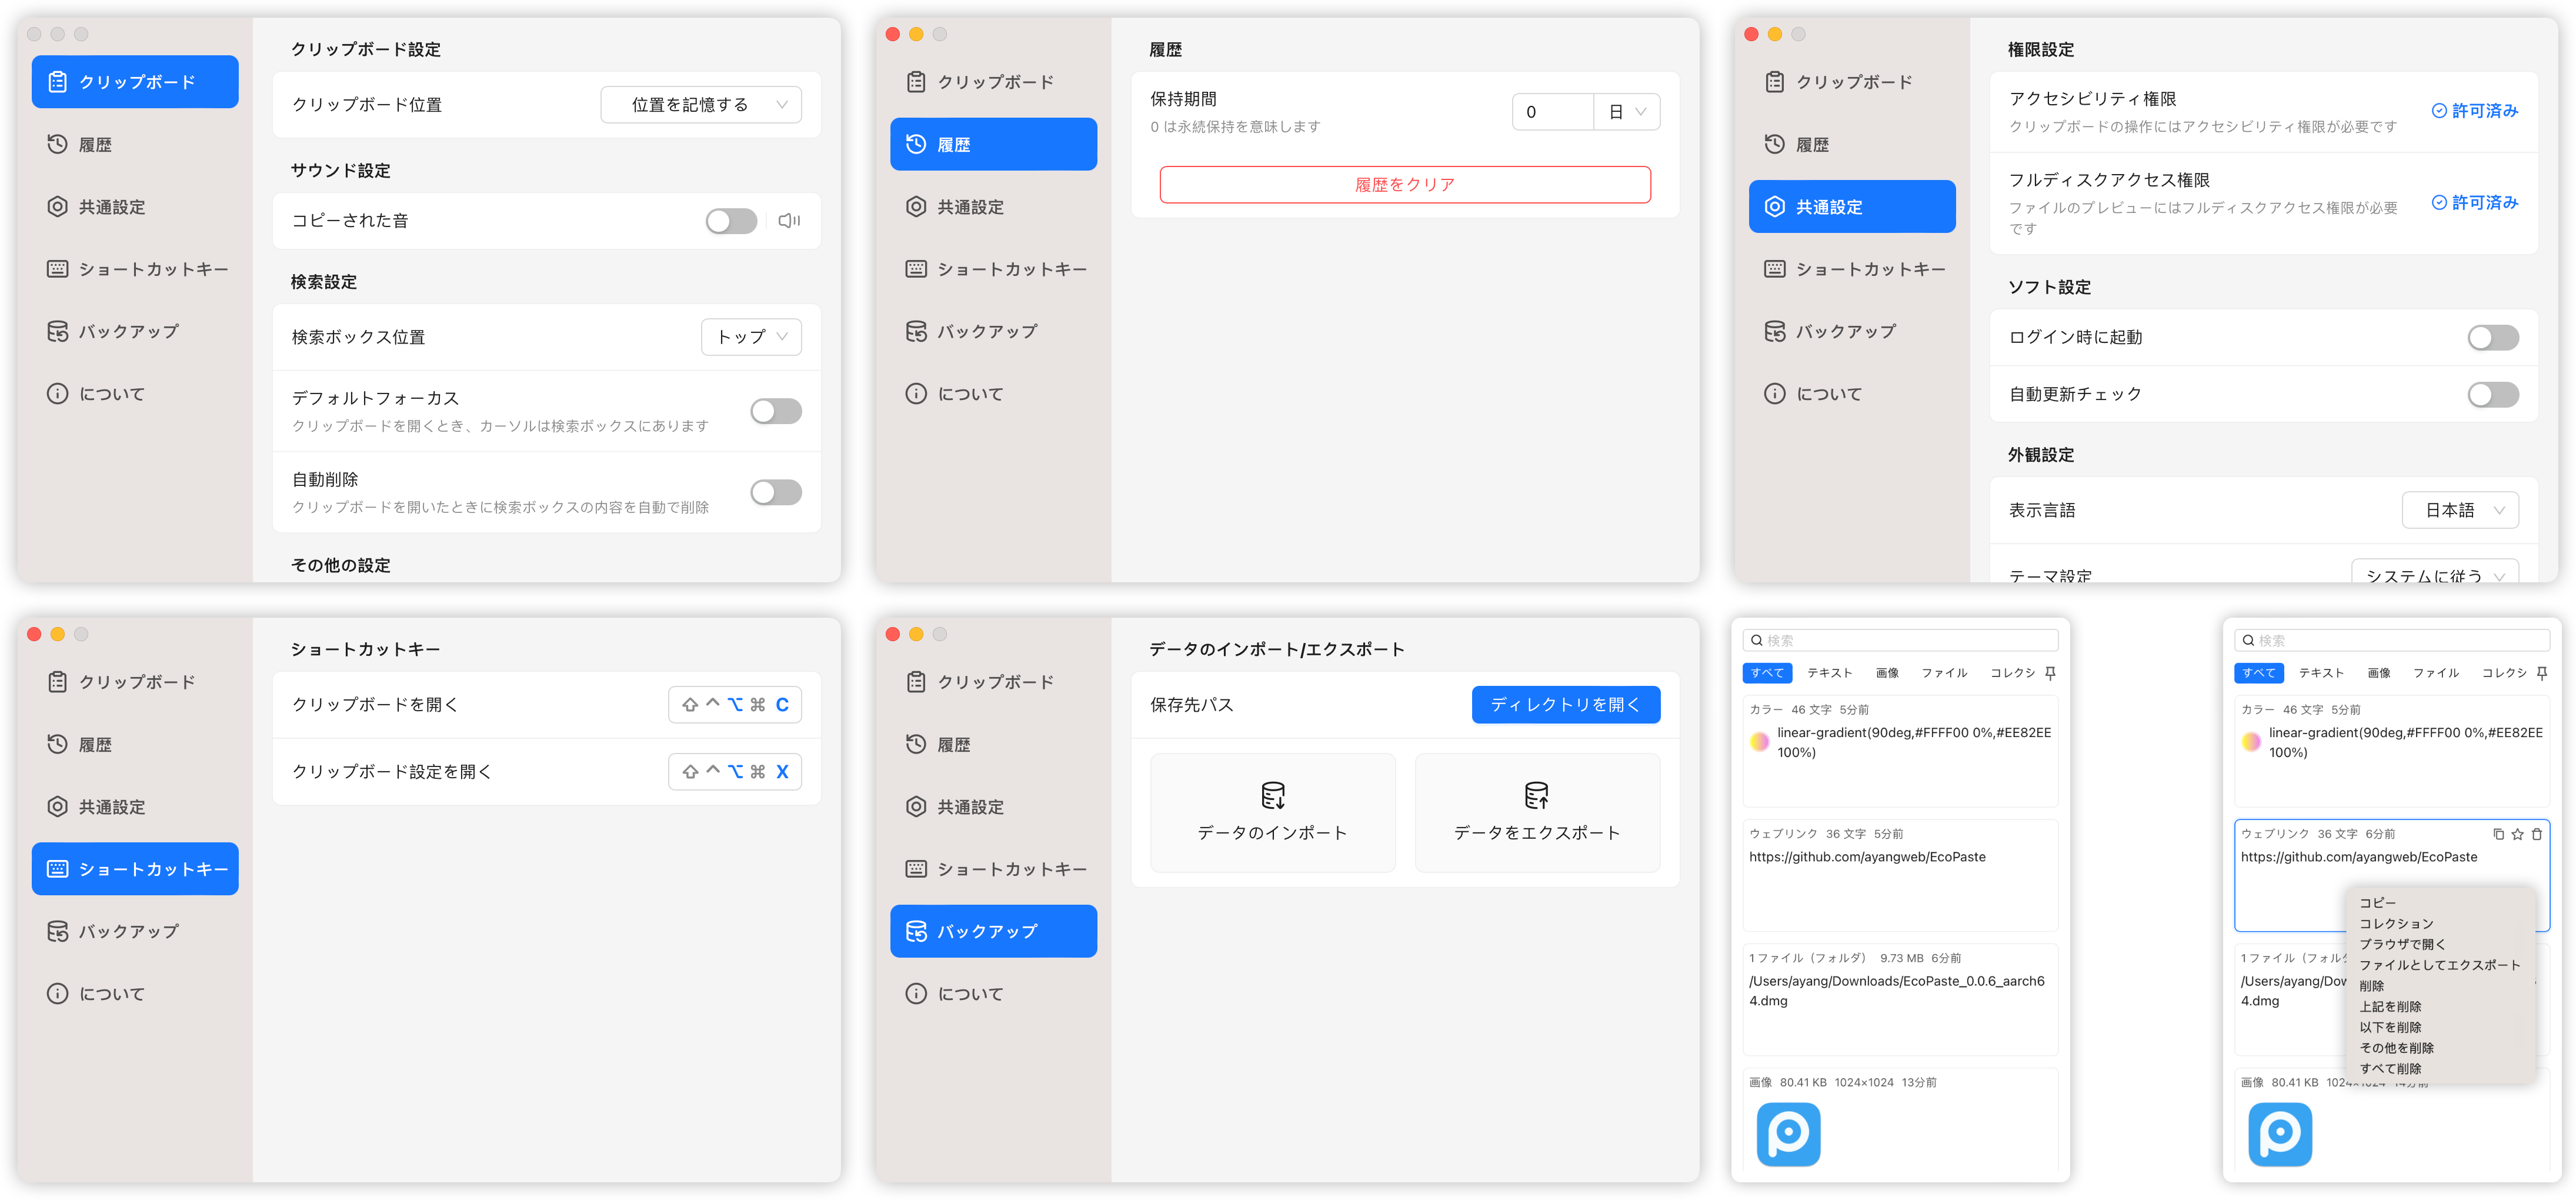 クリップボード
履歴
共通設定
ショートカットキー
バックアップ
について
クリップボード設定
クリップボード位置
位置を記憶する
サウンド設定
コピーされた音
検索設定
検索ボックス位置
トップ
デフォルトフォーカス
クリップボードを開くとき、カーソルは検索ボックスにあります
自動削除
クリップボードを開いたときに検索ボックスの内容を自動で削除
その他の設定
クリップボード
履歴
共通設定
ショートカットキー
バックアップ
について
履歴
保持期間
0 は永続保持を意味します
0
日
履歴をクリア
クリップボード
履歴
共通設定
ショートカットキー
バックアップ
について
権限設定
アクセシビリティ権限
クリップボードの操作にはアクセシビリティ権限が必要です
許可済み
フルディスクアクセス権限
ファイルのプレビューにはフルディスクアクセス権限が必要
です
許可済み
ソフト設定
ログイン時に起動
自動更新チェック
外観設定
表示言語
日本語
テーマ設定
システムに従う
クリップボード
履歴
共通設定
ショートカットキー
バックアップ
について
ショートカットキー
クリップボードを開く
⇧ ⌃ ⌥ ⌘ C
クリップボード設定を開く
⇧ ⌃ ⌥ ⌘ X
クリップボード
履歴
共通設定
ショートカットキー
バックアップ
について
データのインポート/エクスポート
保存先パス
ディレクトリを開く
データのインポート
データをエクスポート
検索
すべて テキスト 画像 ファイル コレクシ
カラー 46 文字 5分前
linear-gradient(90deg,#FFFF00 0%,#EE82EE
100%)
ウェブリンク 36 文字 5分前
https://github.com/ayangweb/EcoPaste
1ファイル（フォルダ） 9.73 MB 6分前
/Users/ayang/Downloads/EcoPaste_0.0.6_aarch6
4.dmg
画像 80.41 KB 1024×1024 13分前
検索
すべて テキスト 画像 ファイル コレクシ
カラー 46 文字 5分前
linear-gradient(90deg,#FFFF00 0%,#EE82EE
100%)
ウェブリンク 36 文字 6分前
https://github.com/ayangweb/EcoPaste
コピー
コレクション
ブラウザで開く
ファイルとしてエクスポート
削除
上記を削除
以下を削除
その他を削除
すべて削除
1ファイル（フォルダ
/Users/ayang/Dow
4.dmg
画像 80.41 KB 1024×1024 14分前